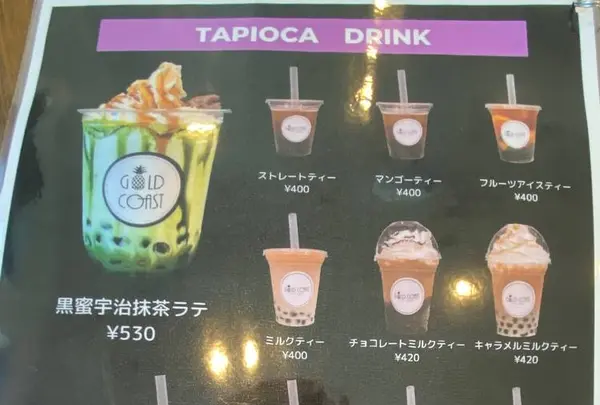 TAPIOCA DRINK
GOLD
COAST
黒蜜宇治抹茶ラテ
¥530
ストレートティー
¥400
マンゴーティー
¥400
フルーツアイスティー
¥400
ミルクティー
¥400
チョコレートミルクティー
¥420
キャラメルミルクティー
¥420